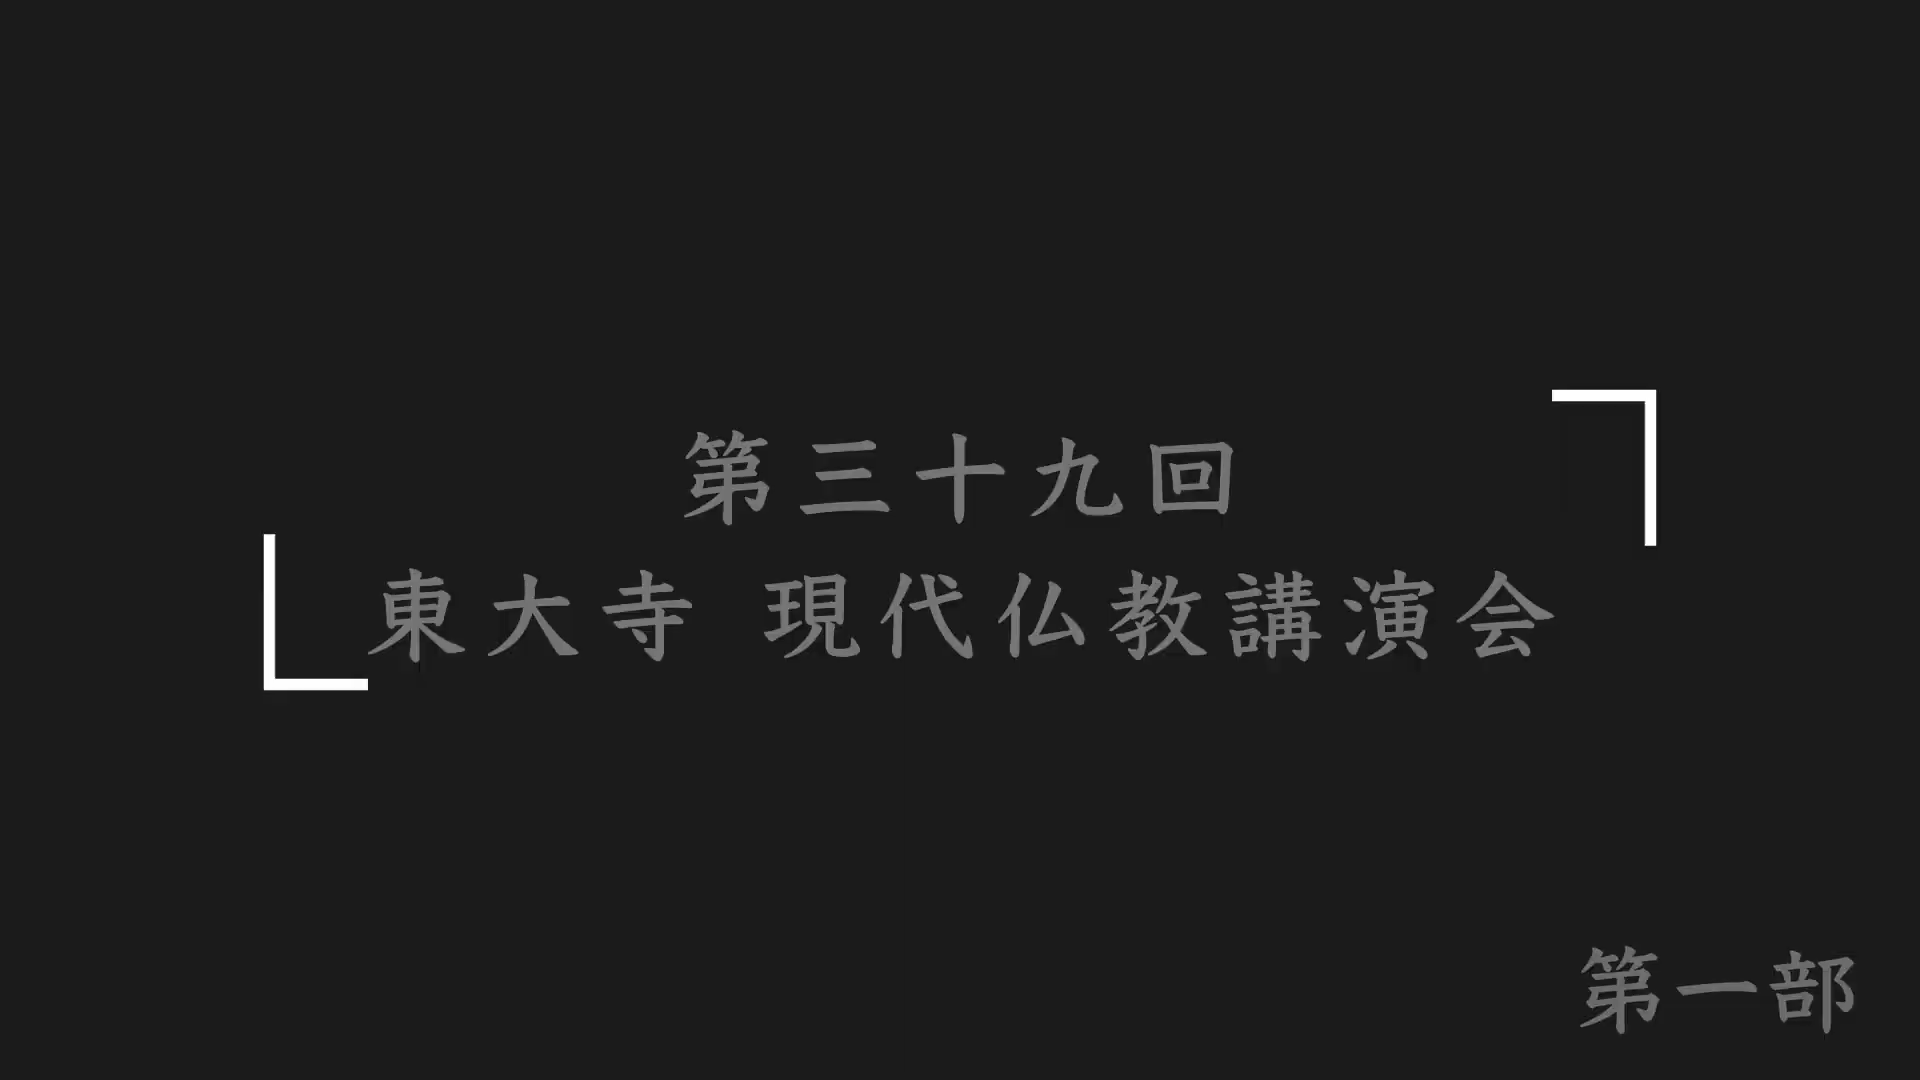 第三十九回
東大寺 現代仏教講演会
第一部